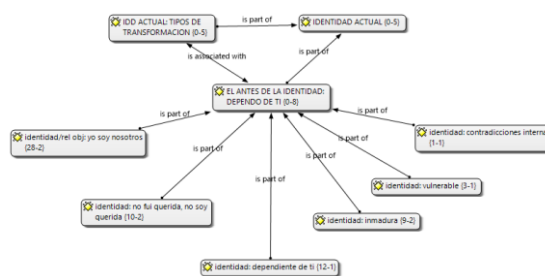 IDD ACTUAL: TIPOS DE
TRANSFORMACION {0-5}
is part of
IDENTIDAD ACTUAL {0-5}
is associated with
is part of
EL ANTES DE LA IDENTIDAD:
DEPENDO DE TI {0-8}
is part of
identidad/rel obj: yo soy nosotros
{28-2}
is part of
is part of
is part of
is part of
is part of
identidad: contradicciones interna
{1-1}
identidad: vulnerable {3-1}
identidad: no fui querida, no soy
querida {10-2}
identidad: inmadura {9-2}
identidad: dependiente de ti {12-1}